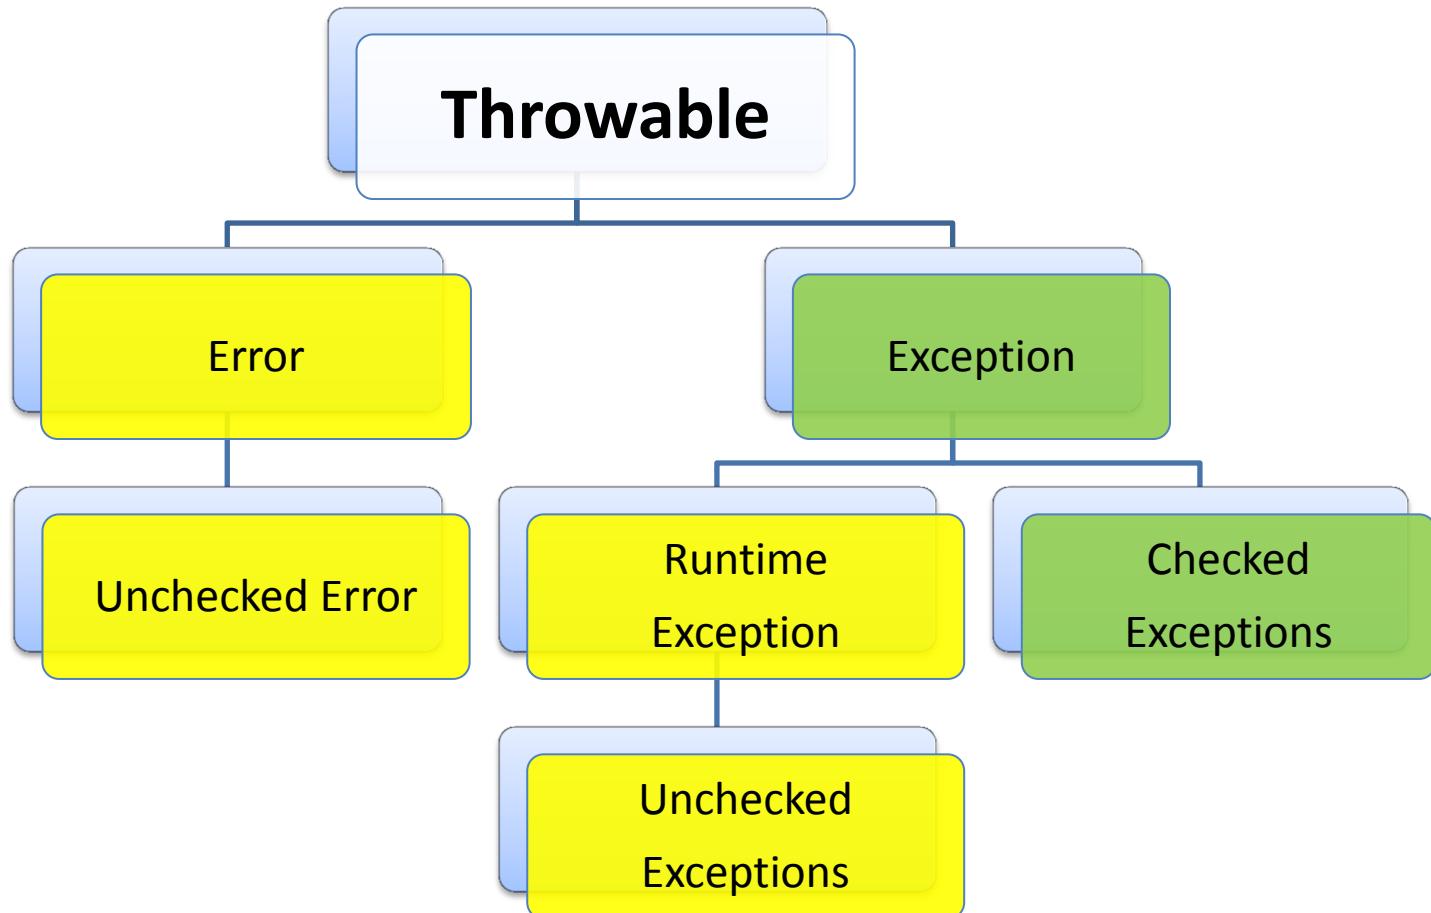 Throwable
Error
Exception
Unchecked Error
Runtime
Exception
Checked
Exceptions
Unchecked
Exceptions